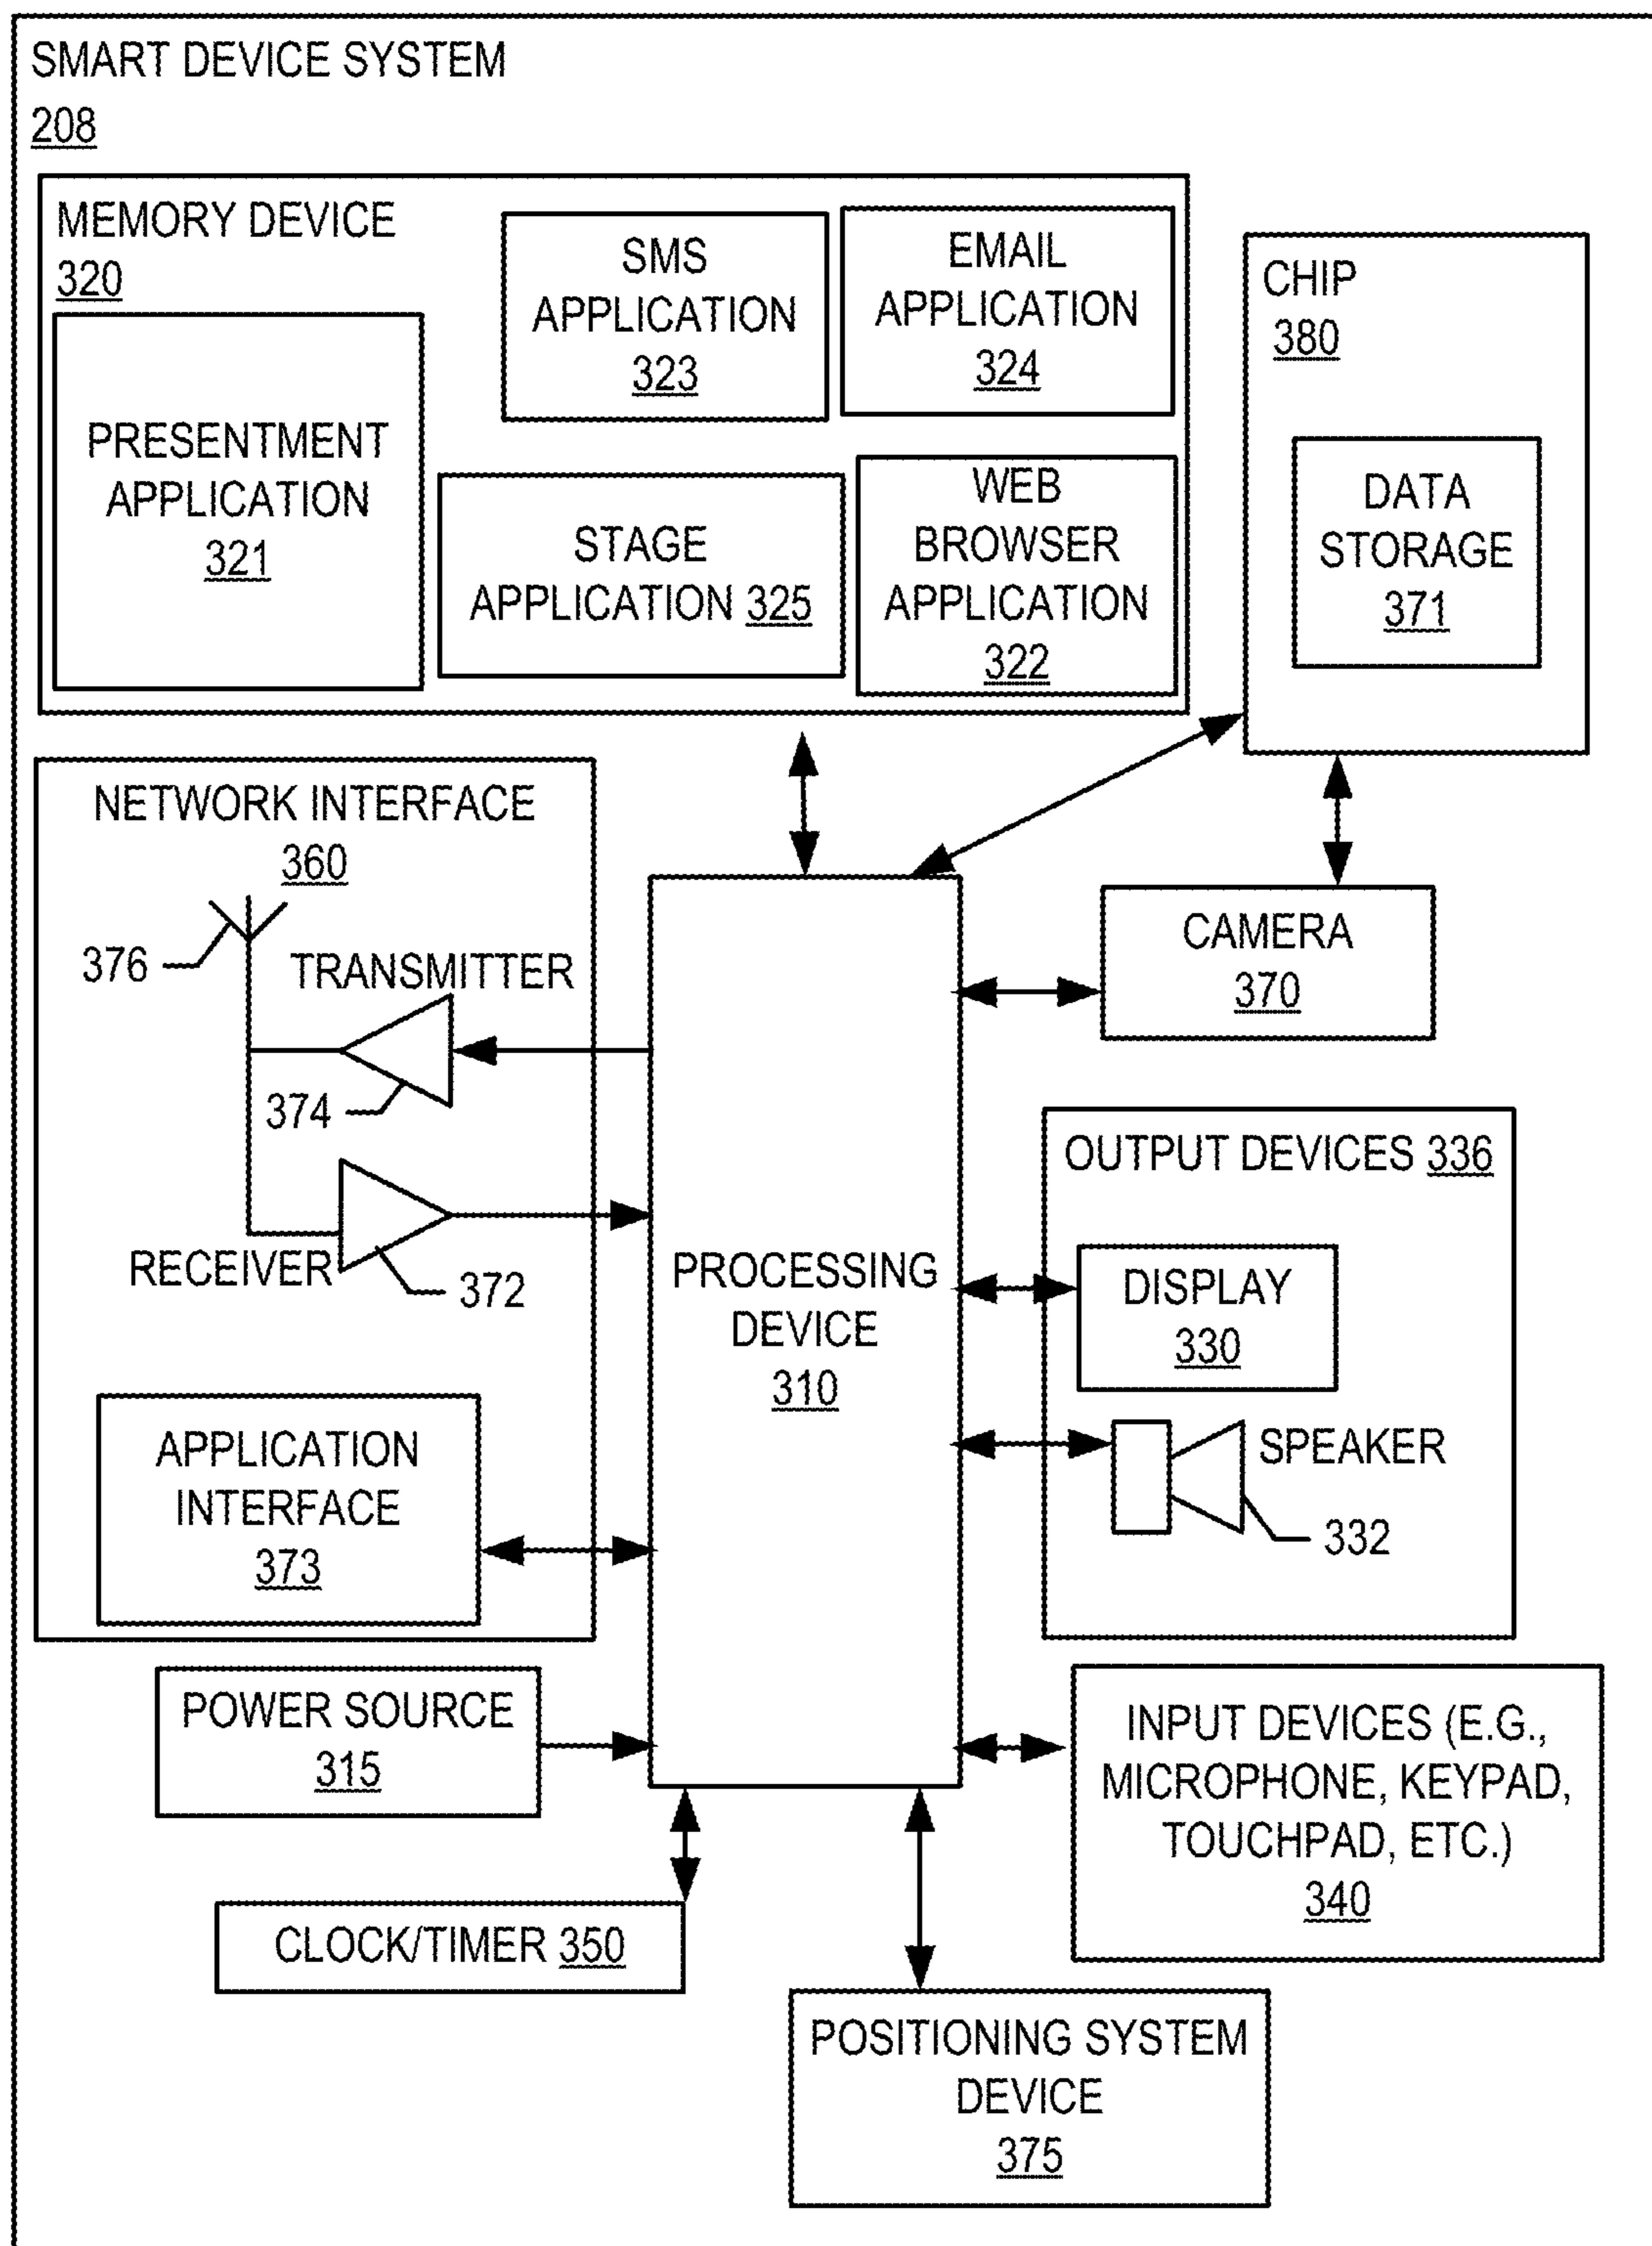 SMART DEVICE SYSTEM
208
MEMORY DEVICE
320
PRESENTMENT
APPLICATION
321
SMS
APPLICATION
323
EMAIL
APPLICATION
324
STAGE
APPLICATION 325
WEB
BROWSER
APPLICATION
322
CHIP
380
DATA
STORAGE
371
NETWORK INTERFACE
360
376
TRANSMITTER
374
RECEIVER
372
APPLICATION
INTERFACE
373
PROCESSING
DEVICE
310
CAMERA
370
OUTPUT DEVICES 336
DISPLAY
330
SPEAKER
332
POWER SOURCE
315
INPUT DEVICES (E.G.,
MICROPHONE, KEYPAD,
TOUCHPAD, ETC.)
340
CLOCK/TIMER 350
POSITIONING SYSTEM
DEVICE
375